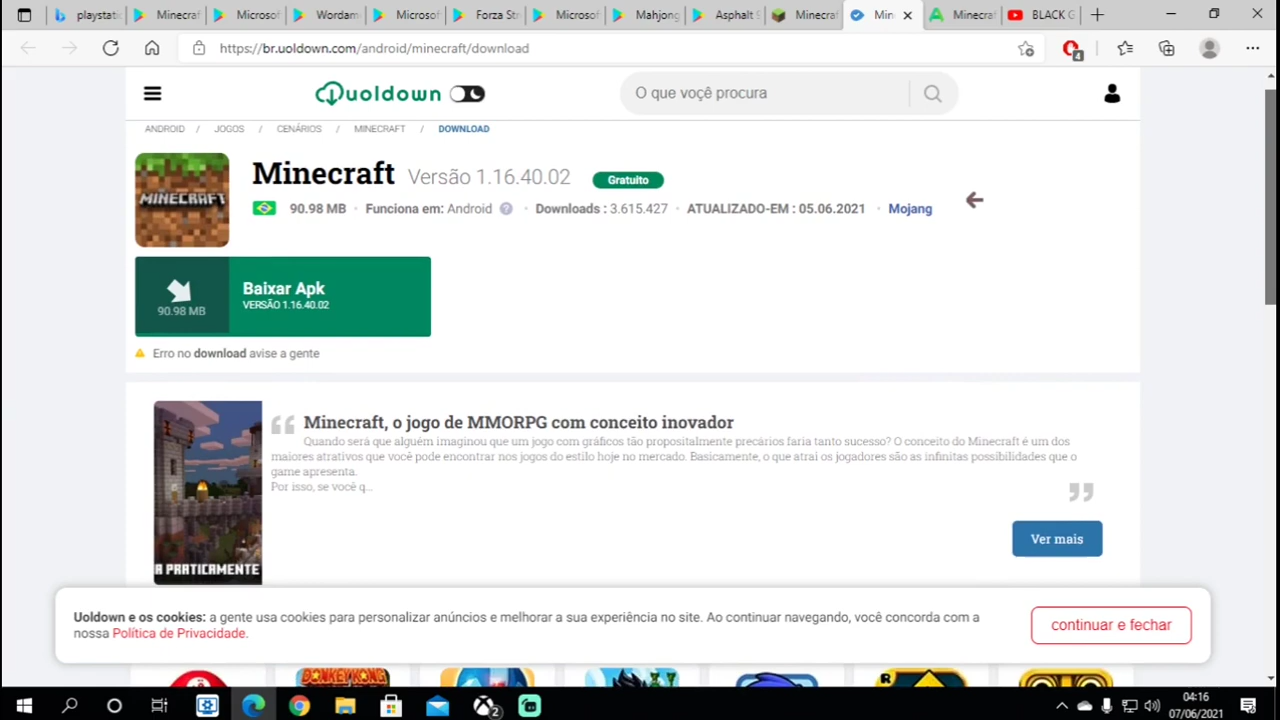 playstati
Minecraf
Microsof
Wordam
Microsof
Forza Str
Microsof
Mahjong
Asphalt S
Minecraf
Min
Minecraf
BLACK G
https://br.uoldown.com/android/minecraft/download
4
uoldown
O que voçê procura
ANDROID / JOGOS / CENÁRIOS / MINECRAFT / DOWNLOAD
MINECRAFT
Minecraft Versão 1.16.40.02 Gratuito
90.98 MB · Funciona em: Android ? · Downloads : 3.615.427 · ATUALIZADO-EM : 05.06.2021 · Mojang
90.98 MB
Baixar Apk
VERSÃO 1.16.40.02
Erro no download avise a gente
Minecraft, o jogo de MMORPG com conceito inovador
Quando será que alguém imaginou que um jogo com gráficos tão propositalmente precários faria tanto sucesso? O conceito do Minecraft é um dos
maiores atrativos que você pode encontrar nos jogos do estilo hoje no mercado. Basicamente, o que atrai os jogadores são as infinitas possibilidades que o
game apresenta.
Por isso, se você q...
A PRATICAMENTE
Ver mais
Uoldown e os cookies: a gente usa cookies para personalizar anúncios e melhorar a sua experiência no site. Ao continuar navegando, você concorda com a
nossa Política de Privacidade.
continuar e fechar
DONKEY KONG
R
2
04:16
07/06/2021